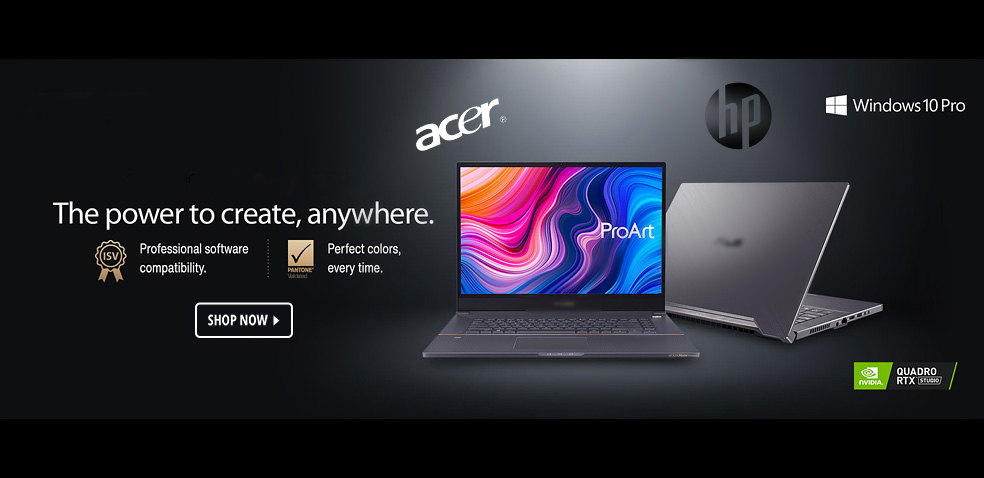 acer
hp
Windows 10 Pro
The power to create, anywhere.
ISV
Professional software
compatibility.
PANTONE®
Validated
Perfect colors,
every time.
SHOP NOW
ProArt
NVIDIA.
QUADRO
RTX STUDIO